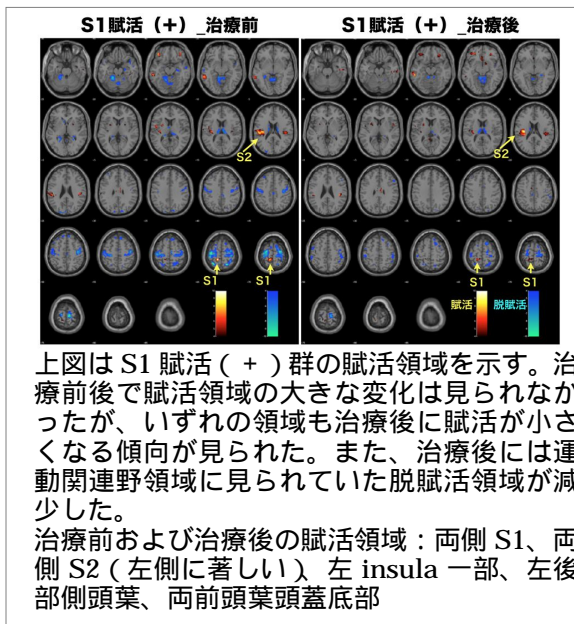 S1賦活（＋）_治療前
S1賦活（＋）_治療後
S2
S2
S1
S1
S1
S1
賦活
脱賦活
上図は S1 賦活（ + ）群の賦活領域を示す。治
療前後で賦活領域の大きな変化は見られなか
ったが、いずれの領域も治療後に賦活が小さ
くなる傾向が見られた。また、治療後には運
動関連野領域に見られていた脱賦活領域が減
少した。
治療前および治療後の賦活領域：両側 S1、両
側 S2（左側に著しい）、左 insula 一部、左後
部側頭葉、両前頭葉頭蓋底部